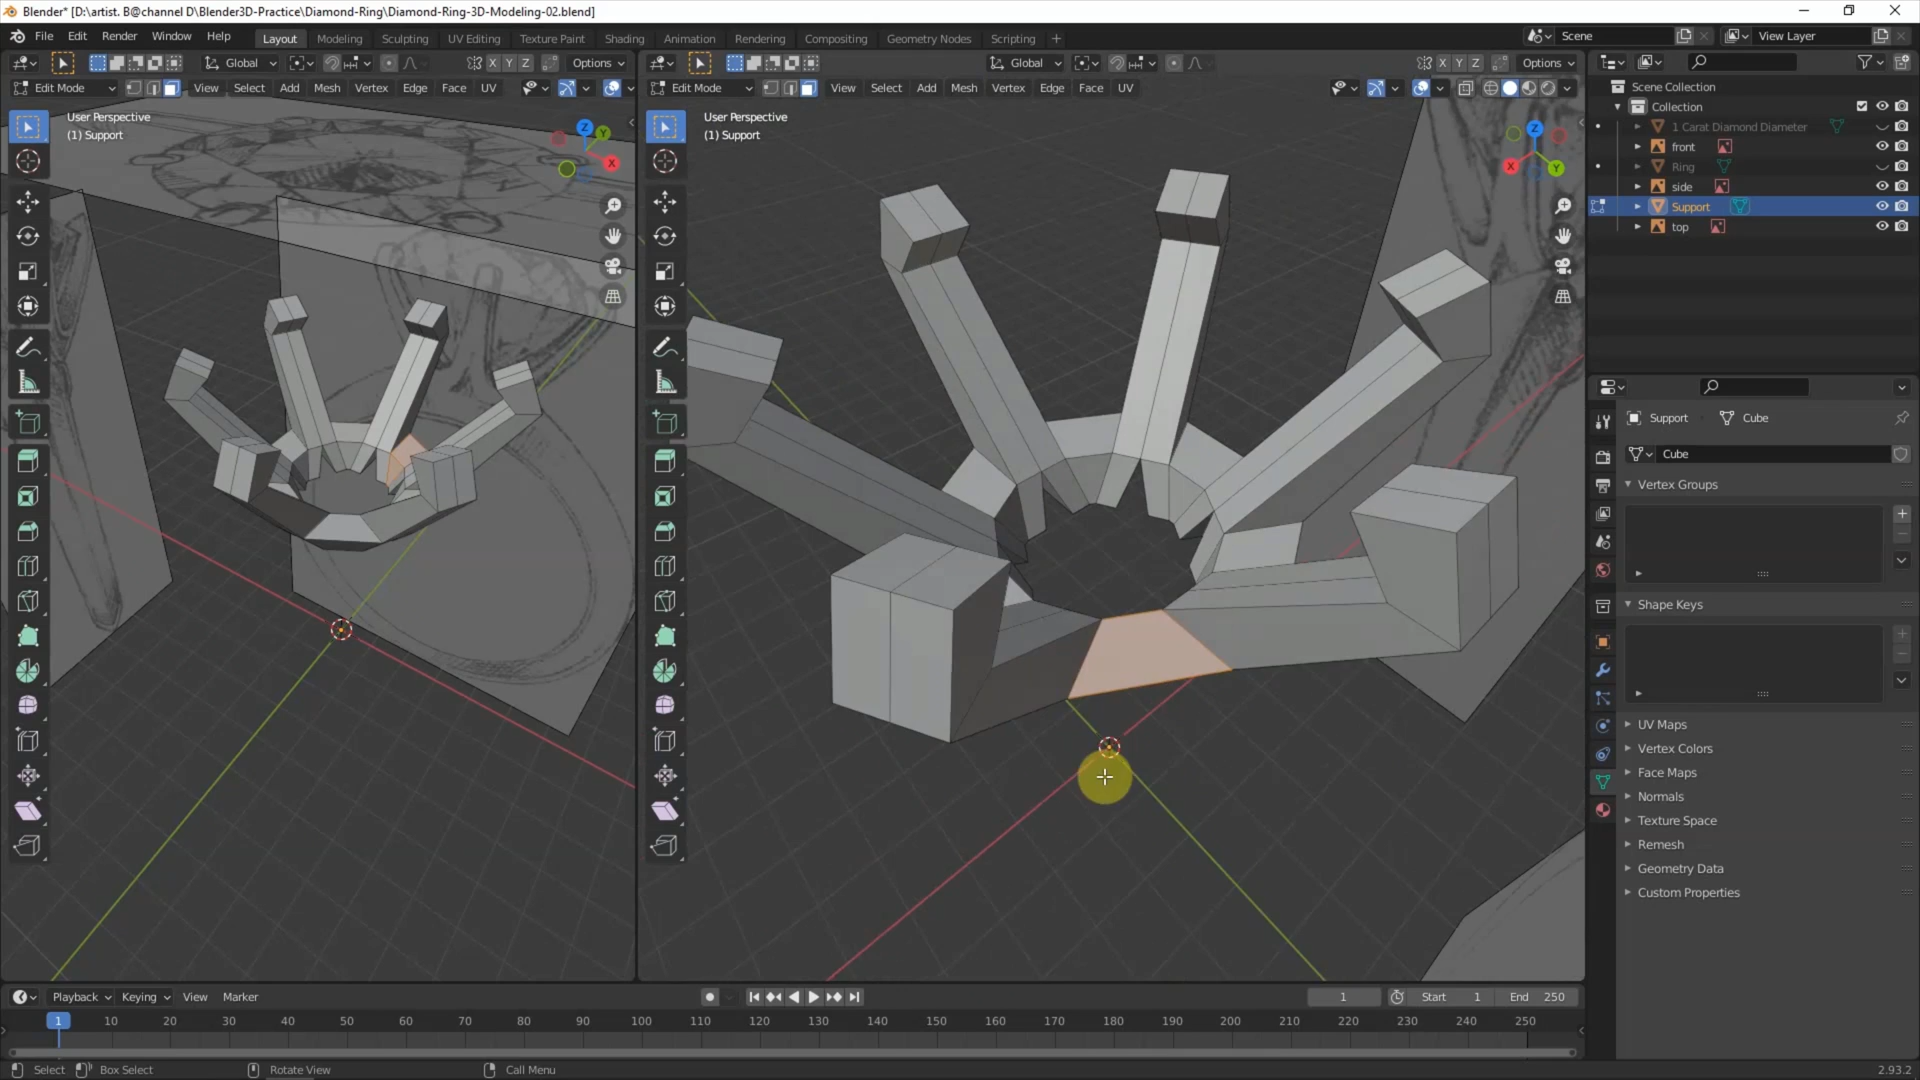 Blender* [D:\artist. B@channel D\Blender3D-Practice\Diamond-Ring\Diamond-Ring-3D-Modeling-02.blend]
File Edit Render Window Help Layout Modeling Sculpting UV Editing Texture Paint Shading Animation Rendering Compositing Geometry Nodes Scripting + Scene View Layer
Global X Y Z Options Global X Y Z Options
Edit Mode View Select Add Mesh Vertex Edge Face UV Edit Mode View Select Add Mesh Vertex Edge Face UV
Scene Collection
Collection
1 Carat Diamond Diameter
front
Ring
side
Support
top
User Perspective
(1) Support
Z Y X
User Perspective
(1) Support
Z X Y
Support Cube
Cube
Vertex Groups
Shape Keys
UV Maps
Vertex Colors
Face Maps
Normals
Texture Space
Remesh
Geometry Data
Custom Properties
Playback Keying View Marker 1 Start 1 End 250
1 10 20 30 40 50 60 70 80 90 100 110 120 130 140 150 160 170 180 190 200 210 220 230 240 250
Select Box Select Rotate View Call Menu 2.93.2